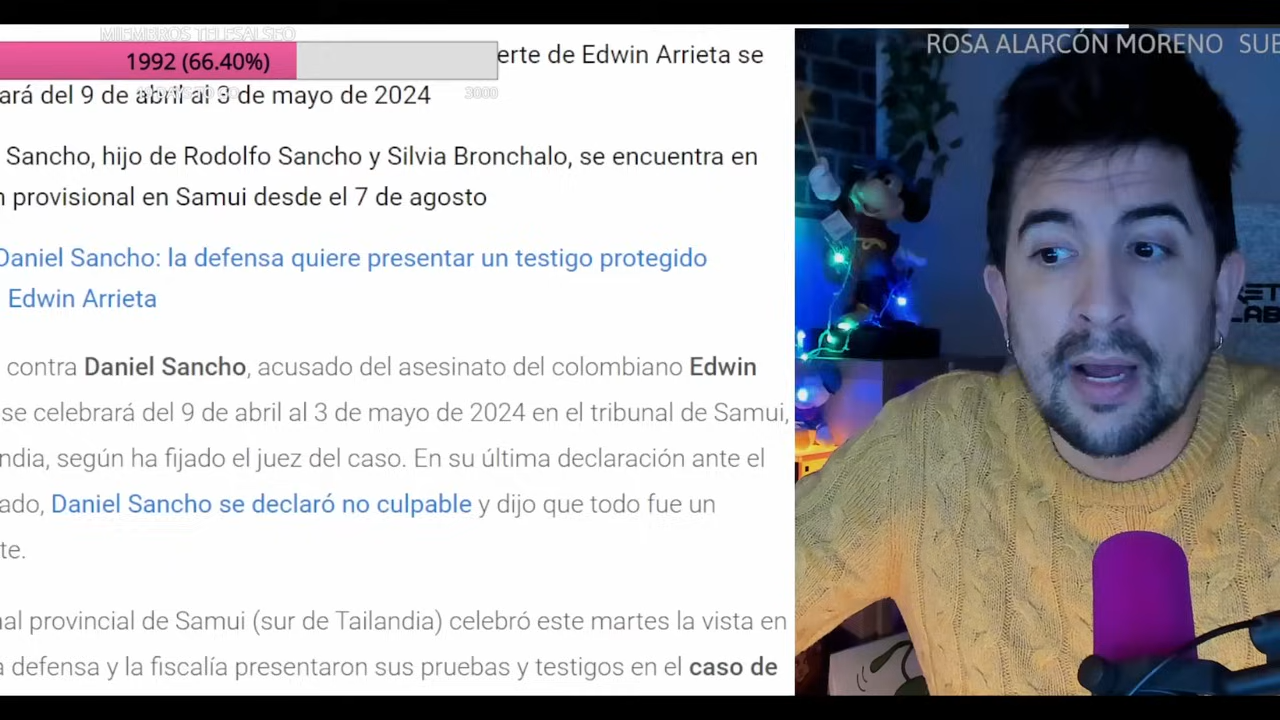 MIEMBROS TELESALSEO
1992 (66.40%)
3000
erte de Edwin Arrieta se
ará del 9 de abril al 3 de mayo de 2024
Sancho, hijo de Rodolfo Sancho y Silvia Bronchalo, se encuentra en
n provisional en Samui desde el 7 de agosto
Daniel Sancho: la defensa quiere presentar un testigo protegido
Edwin Arrieta
contra Daniel Sancho, acusado del asesinato del colombiano Edwin
se celebrará del 9 de abril al 3 de mayo de 2024 en el tribunal de Samui,
ndia, según ha fijado el juez del caso. En su última declaración ante el
ado, Daniel Sancho se declaró no culpable y dijo que todo fue un
te.
nal provincial de Samui (sur de Tailandia) celebró este martes la vista en
a defensa y la fiscalía presentaron sus pruebas y testigos en el caso de
ROSA ALARCÓN MORENO SUB